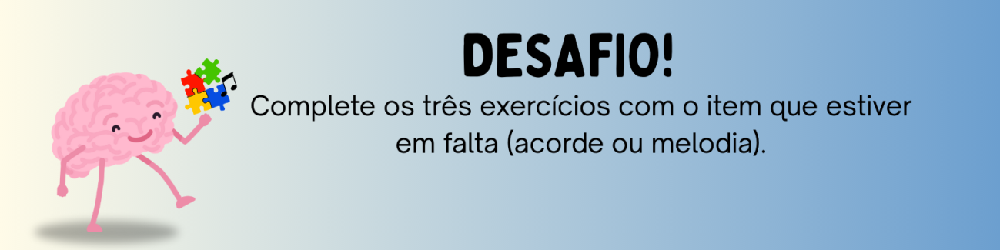 DESAFIO!
Complete os três exercícios com o item que estiver
em falta (acorde ou melodia).